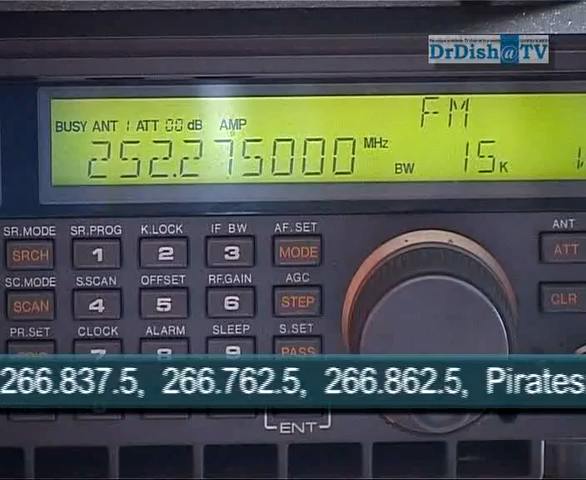 DrDish@TV
FM
BUSY ANT 1 ATT 00 dB AMP
252.275000 MHz BW 15 K
SR.MODE SR.PROG K.LOCK IF BW AF.SET ANT
SRCH 1 2 3 MODE ATT
SC.MODE S.SCAN OFFSET RF.GAIN AGC
SCAN 4 5 6 STEP CLR
PR.SET CLOCK ALARM SLEEP S.SET
7 8 9 PASS
266.837.5, 266.762.5, 266.862.5, Pirates
ENT